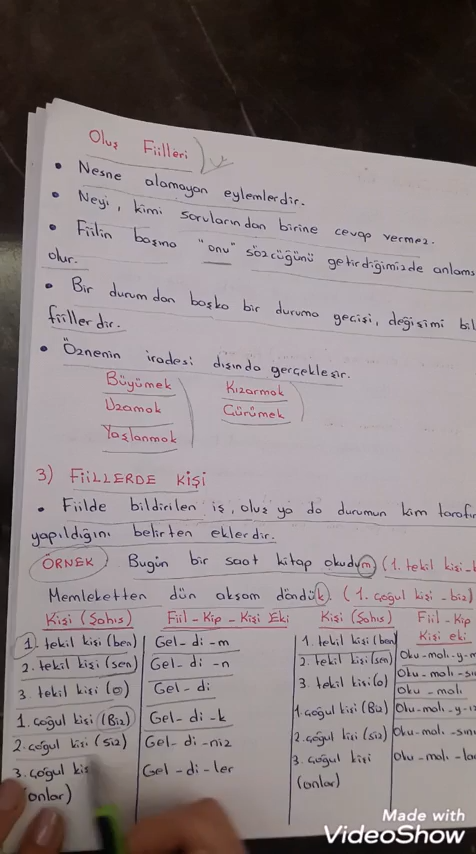 Oluş Fiilleri
• Nesne alamayan eylemlerdir.
• Neyi, kimi sorularından birine cevap vermez.
• Fiilin başına "onu" sözcüğünü getirdiğimizde anlams
olur.
• Bir durumdan başka bir duruma geçişi, değişimi bil
fiillerdir.
• Öznenin iradesi dışında gerçekleşir.
Büyümek Kızarmak
Uzamak Çürümek
Yaşlanmak
3) FİİLLERDE KİŞİ
• Fiilde bildirilen iş, oluş ya da durumun kim tarafın
yapıldığını belirten eklerdir.
ÖRNEK: Bugün bir saat kitap okudum (1. tekil kişi-
Memleketten dün akşam döndük. (1. çoğul kişi - biz)
Kişi (Şahıs) Fiil - Kip - Kişi Eki Kişi (Şahıs) Fiil - Kip
Kişi eki
1. tekil kişi (ben) Gel - di - m 1. tekil kişi (ben) Oku-malı-y-ı
2. tekil kişi (sen) Gel - di - n 2. tekil kişi (sen) Oku-malı-sın
3. tekil kişi (o) Gel - di 3. tekil kişi (o) Oku - malı
1. çoğul kişi (Biz) Gel - di - k 1. çoğul kişi (Biz) Oku-malı-y-ız
2. çoğul kişi (Siz) Gel - di - niz 2. çoğul kişi (siz) Oku-malı-sını
3. çoğul kişi Gel - di - ler 3. çoğul kişi Oku-malı-la
(onlar) (onlar)
Made with
VideoShow